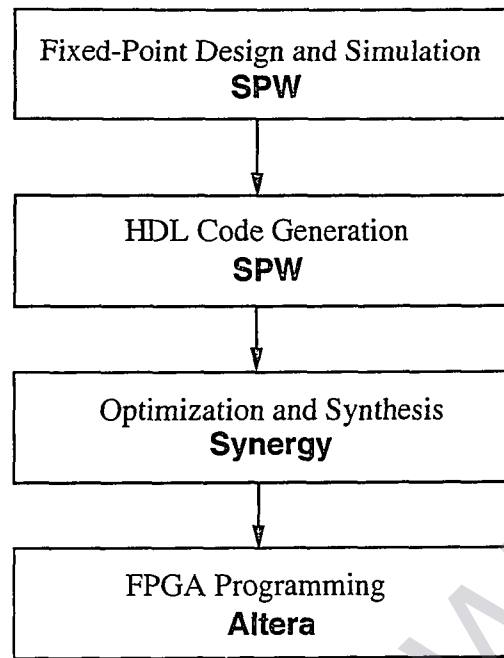 Fixed-Point Design and Simulation
SPW
HDL Code Generation
SPW
Optimization and Synthesis
Synergy
FPGA Programming
Altera